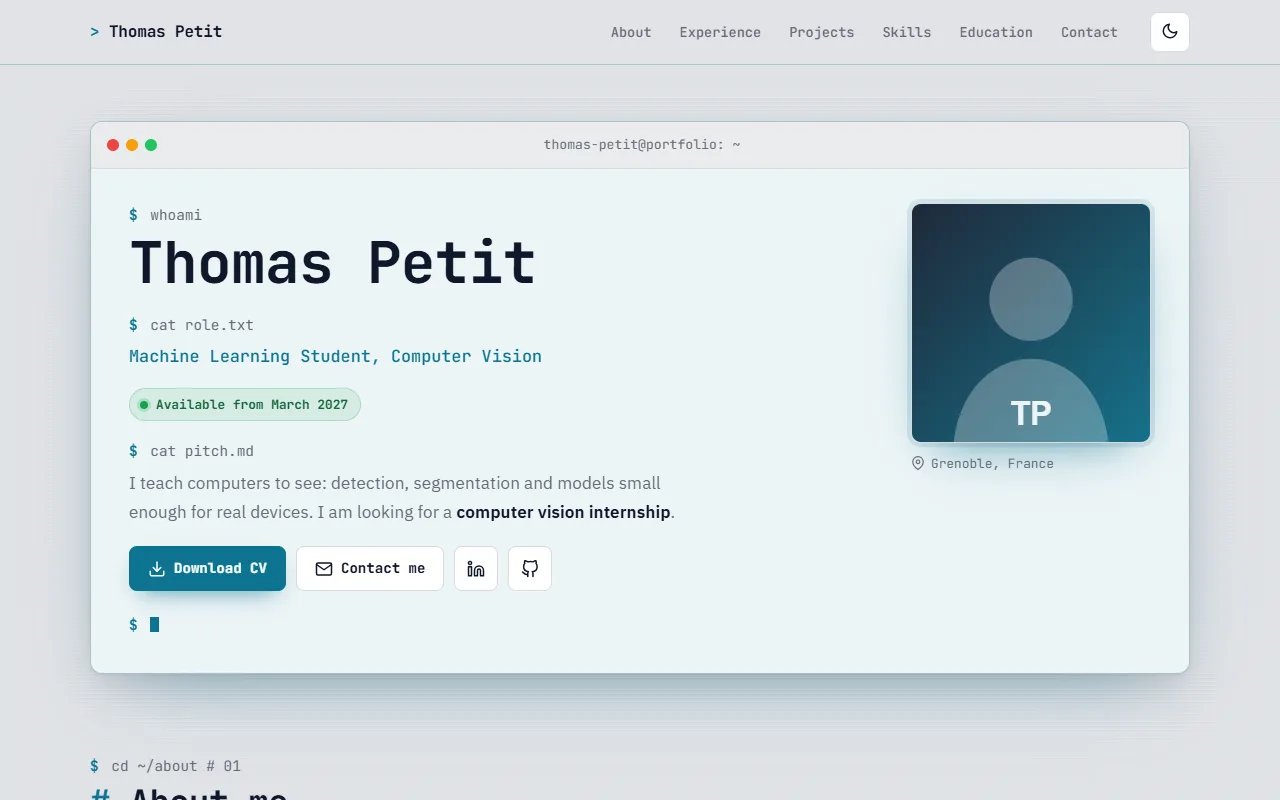 > Thomas Petit
About
Experience
Projects
Skills
Education
Contact
thomas-petit@portfolio: ~
$ whoami
Thomas Petit
$ cat role.txt
Machine Learning Student, Computer Vision
Available from March 2027
$ cat pitch.md
I teach computers to see: detection, segmentation and models small
enough for real devices. I am looking for a computer vision internship.
Download CV
Contact me
$
TP
Grenoble, France
$ cd ~/about # 01
# About me